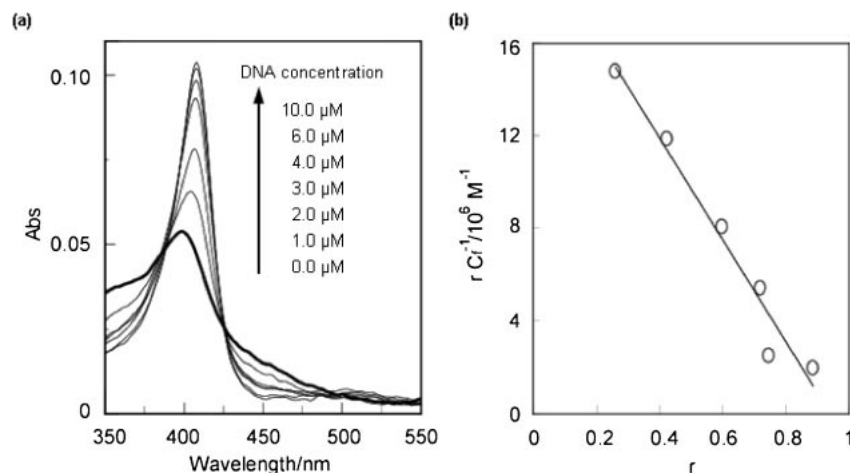 (a)
0.10
0.05
0
Abs
DNA concentration
10.0 µM
6.0 µM
4.0 µM
3.0 µM
2.0 µM
1.0 µM
0.0 µM
350 400 450 500 550
Wavelength/nm
(b)
16
12
8
4
0
r Cf⁻¹/10⁶ M⁻¹
0 0.2 0.4 0.6 0.8 1
r